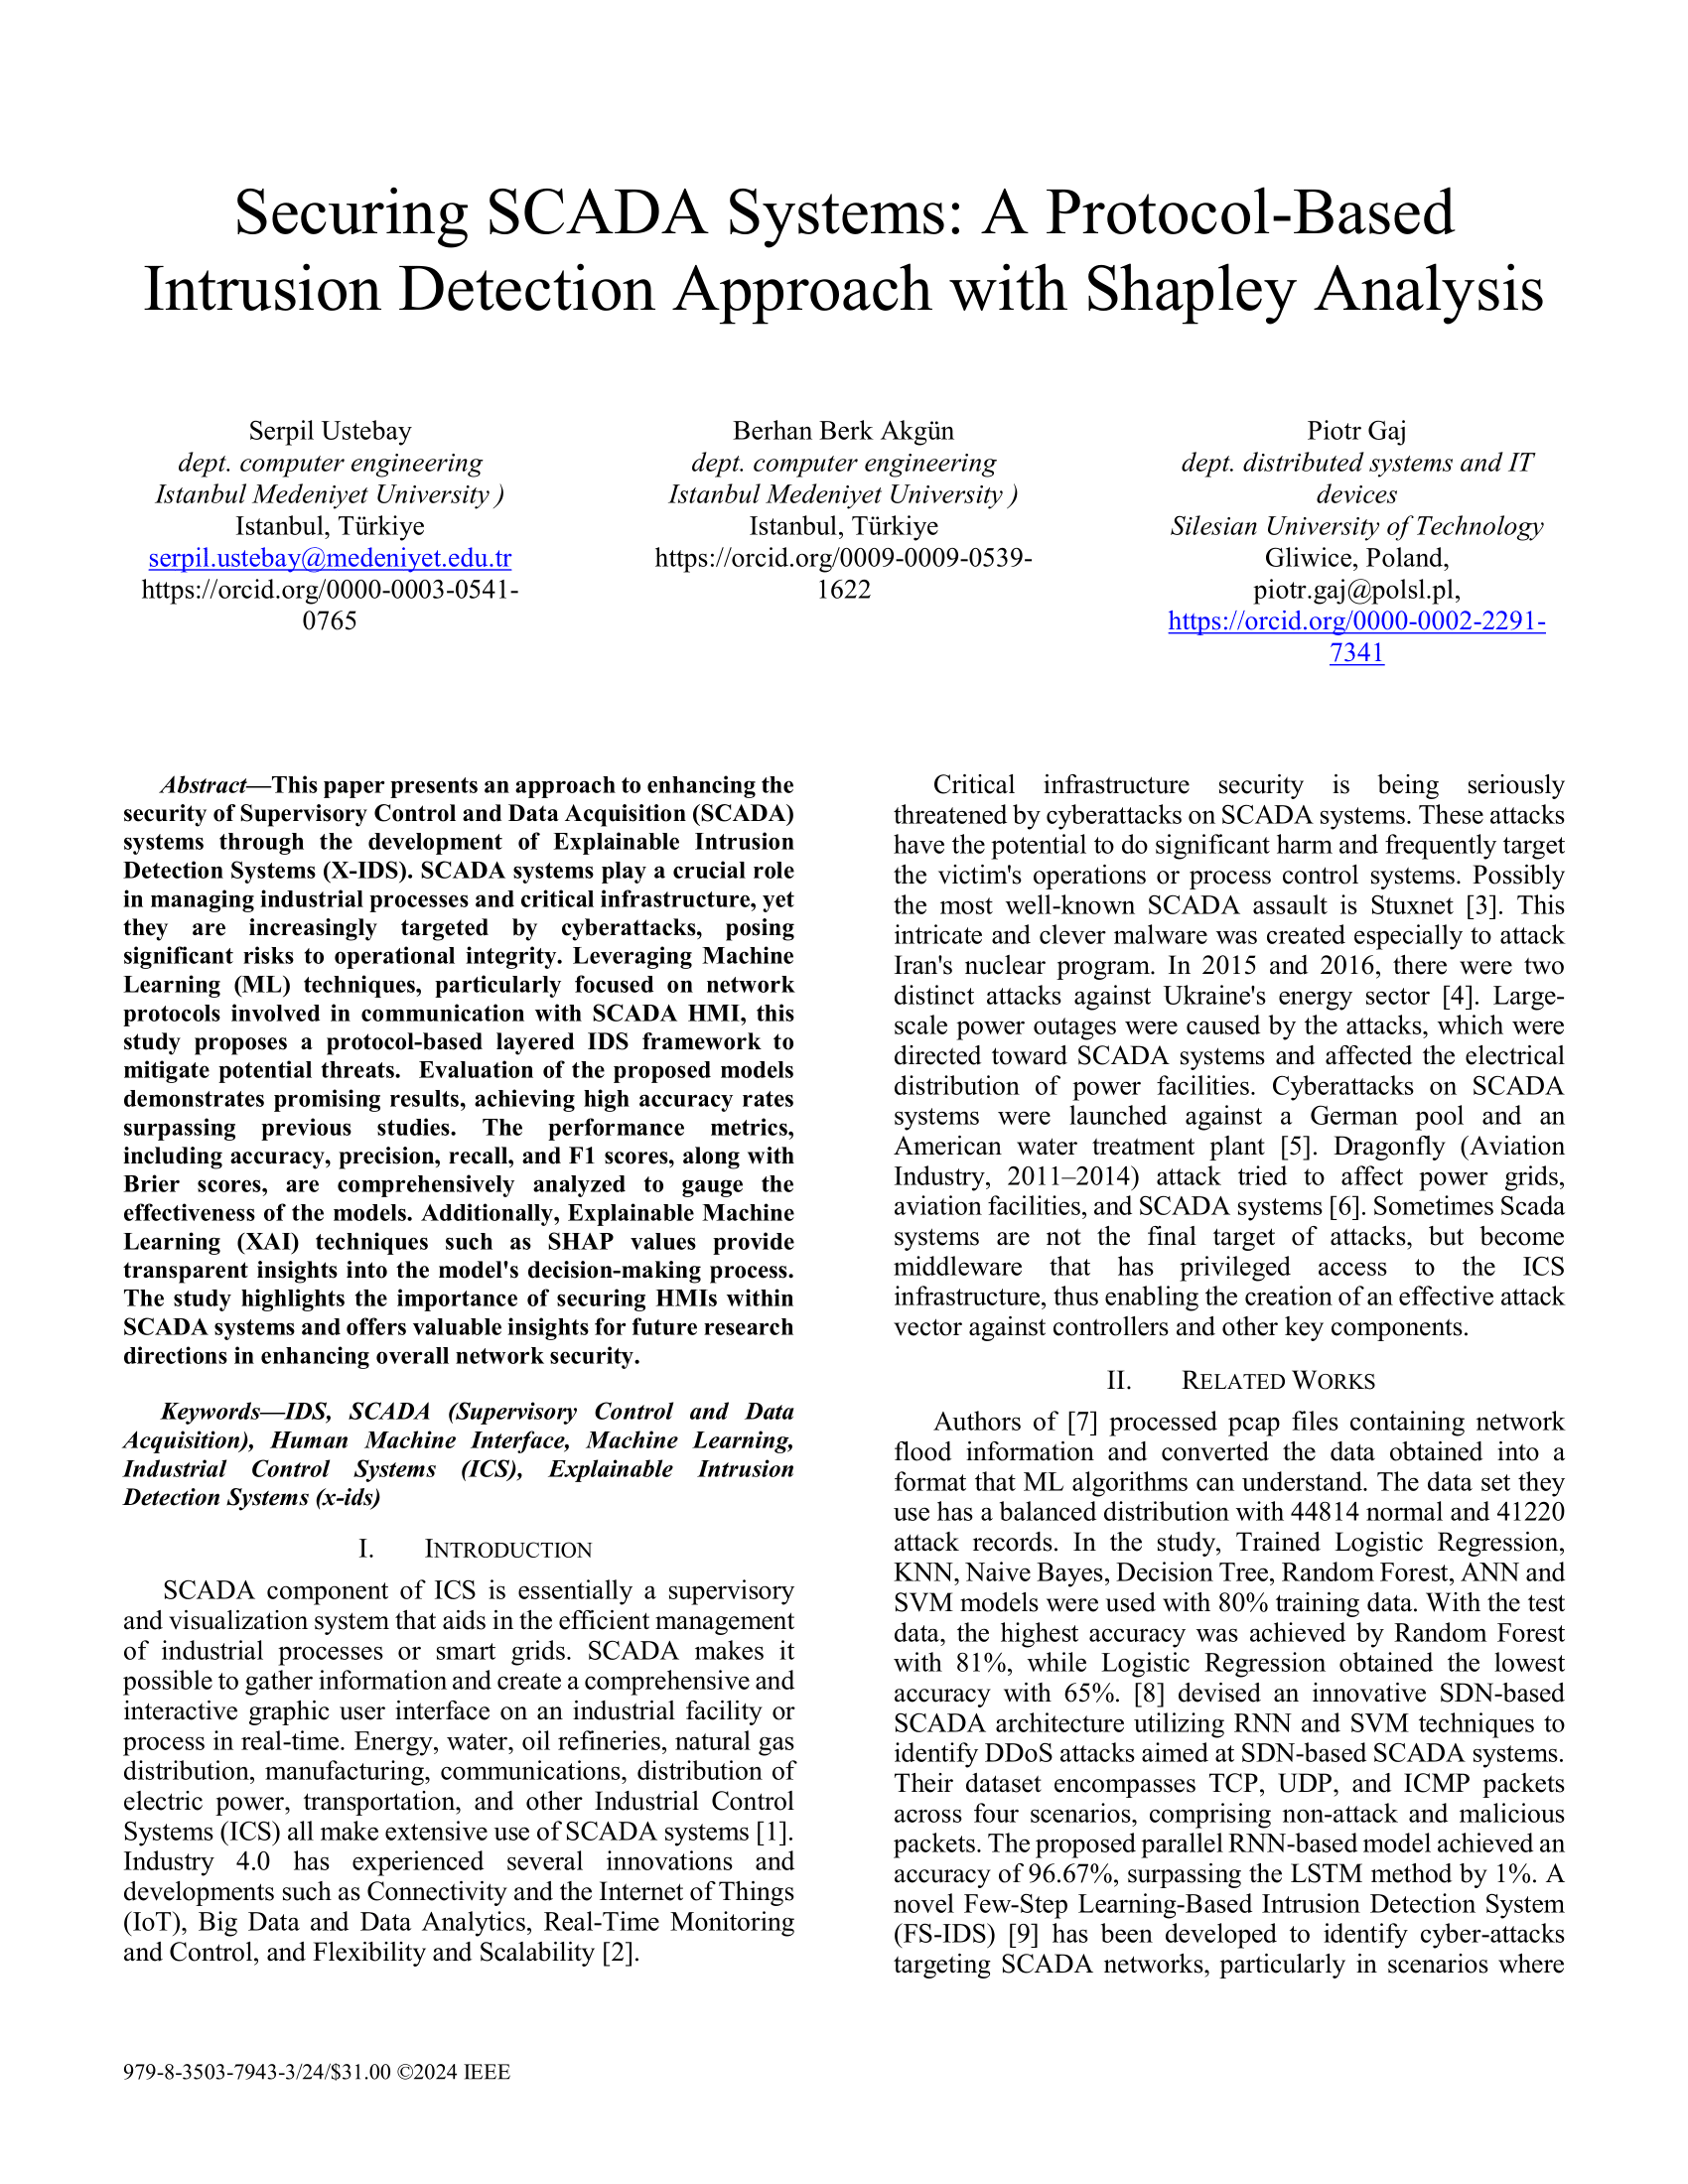 Securing SCADA Systems: A Protocol-Based
Intrusion Detection Approach with Shapley Analysis
Serpil Ustebay
dept. computer engineering
Istanbul Medeniyet University )
Istanbul, Türkiye
serpil.ustebay@medeniyet.edu.tr
https://orcid.org/0000-0003-0541-
0765
Berhan Berk Akgün
dept. computer engineering
Istanbul Medeniyet University )
Istanbul, Türkiye
https://orcid.org/0009-0009-0539-
1622
Piotr Gaj
dept. distributed systems and IT
devices
Silesian University of Technology
Gliwice, Poland,
piotr.gaj@polsl.pl,
https://orcid.org/0000-0002-2291-
7341
Abstract—This paper presents an approach to enhancing the
security of Supervisory Control and Data Acquisition (SCADA)
systems through the development of Explainable Intrusion
Detection Systems (X-IDS). SCADA systems play a crucial role
in managing industrial processes and critical infrastructure, yet
they are increasingly targeted by cyberattacks, posing
significant risks to operational integrity. Leveraging Machine
Learning (ML) techniques, particularly focused on network
protocols involved in communication with SCADA HMI, this
study proposes a protocol-based layered IDS framework to
mitigate potential threats.  Evaluation of the proposed models
demonstrates promising results, achieving high accuracy rates
surpassing previous studies. The performance metrics,
including accuracy, precision, recall, and F1 scores, along with
Brier scores, are comprehensively analyzed to gauge the
effectiveness of the models. Additionally, Explainable Machine
Learning (XAI) techniques such as SHAP values provide
transparent insights into the model's decision-making process.
The study highlights the importance of securing HMIs within
SCADA systems and offers valuable insights for future research
directions in enhancing overall network security.
Keywords—IDS, SCADA (Supervisory Control and Data
Acquisition), Human Machine Interface, Machine Learning,
Industrial Control Systems (ICS), Explainable Intrusion
Detection Systems (x-ids)
I. INTRODUCTION
SCADA component of ICS is essentially a supervisory
and visualization system that aids in the efficient management
of industrial processes or smart grids. SCADA makes it
possible to gather information and create a comprehensive and
interactive graphic user interface on an industrial facility or
process in real-time. Energy, water, oil refineries, natural gas
distribution, manufacturing, communications, distribution of
electric power, transportation, and other Industrial Control
Systems (ICS) all make extensive use of SCADA systems [1].
Industry 4.0 has experienced several innovations and
developments such as Connectivity and the Internet of Things
(IoT), Big Data and Data Analytics, Real-Time Monitoring
and Control, and Flexibility and Scalability [2].
Critical infrastructure security is being seriously
threatened by cyberattacks on SCADA systems. These attacks
have the potential to do significant harm and frequently target
the victim's operations or process control systems. Possibly
the most well-known SCADA assault is Stuxnet [3]. This
intricate and clever malware was created especially to attack
Iran's nuclear program. In 2015 and 2016, there were two
distinct attacks against Ukraine's energy sector [4]. Large-
scale power outages were caused by the attacks, which were
directed toward SCADA systems and affected the electrical
distribution of power facilities. Cyberattacks on SCADA
systems were launched against a German pool and an
American water treatment plant [5]. Dragonfly (Aviation
Industry, 2011–2014) attack tried to affect power grids,
aviation facilities, and SCADA systems [6]. Sometimes Scada
systems are not the final target of attacks, but become
middleware that has privileged access to the ICS
infrastructure, thus enabling the creation of an effective attack
vector against controllers and other key components.
II. RELATED WORKS
Authors of [7] processed pcap files containing network
flood information and converted the data obtained into a
format that ML algorithms can understand. The data set they
use has a balanced distribution with 44814 normal and 41220
attack records. In the study, Trained Logistic Regression,
KNN, Naive Bayes, Decision Tree, Random Forest, ANN and
SVM models were used with 80% training data. With the test
data, the highest accuracy was achieved by Random Forest
with 81%, while Logistic Regression obtained the lowest
accuracy with 65%. [8] devised an innovative SDN-based
SCADA architecture utilizing RNN and SVM techniques to
identify DDoS attacks aimed at SDN-based SCADA systems.
Their dataset encompasses TCP, UDP, and ICMP packets
across four scenarios, comprising non-attack and malicious
packets. The proposed parallel RNN-based model achieved an
accuracy of 96.67%, surpassing the LSTM method by 1%. A
novel Few-Step Learning-Based Intrusion Detection System
(FS-IDS) [9] has been developed to identify cyber-attacks
targeting SCADA networks, particularly in scenarios where
979-8-3503-7943-3/24/$31.00 ©2024 IEEE